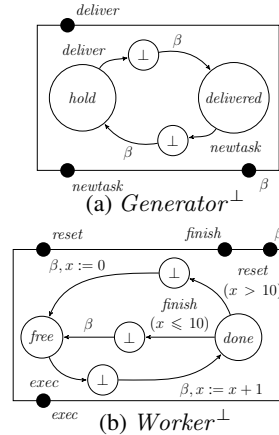 deliver
deliver
β
⊥
hold
delivered
⊥
β
newtask
newtask
β
(a) Generator⊥
reset
finish
β
β, x := 0
⊥
reset
(x > 10)
finish
(x ⩽ 10)
free
β
⊥
done
exec
⊥
β, x := x + 1
exec
(b) Worker⊥